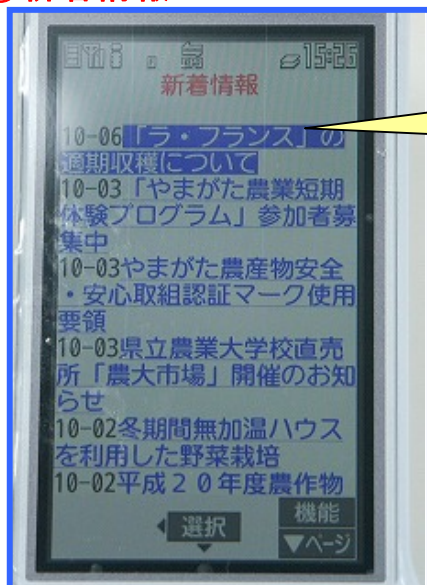 15:25
新着情報
10-06「ラ・フランス」の
適期収穫について
10-03「やまがた農業短期
体験プログラム」参加者募
集中
10-03やまがた農産物安全
・安心取組認証マーク使用
要領
10-03県立農業大学校直売
所「農大市場」開催のお知
らせ
10-02冬期間無加温ハウス
を利用した野菜栽培
10-02平成20年度農作物
機能
選択
▼ページ